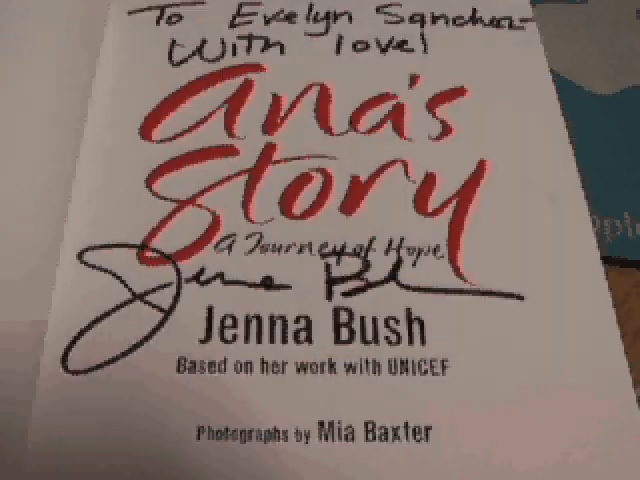 To Evelyn Sanchez-
With love!
Ana's
Story
A Journey of Hope
Jenna Bush
Based on her work with UNICEF
Photographs by Mia Baxter